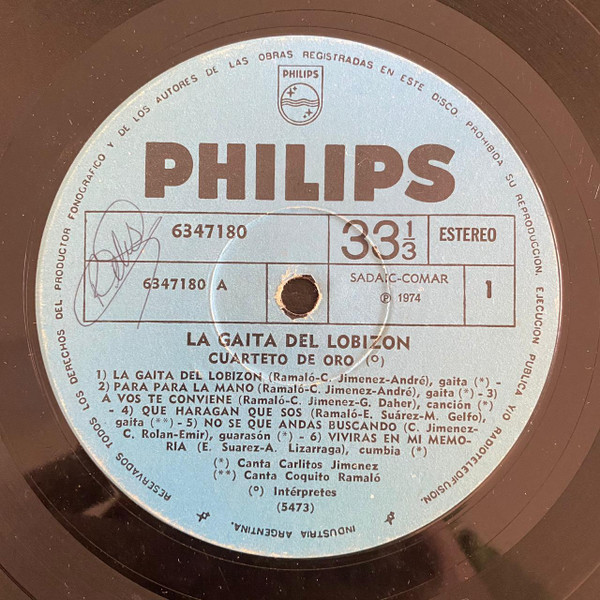 RESERVADOS TODOS LOS DERECHOS DEL PRODUCTOR FONOGRAFICO Y DE LOS AUTORES DE LAS OBRAS REGISTRADAS EN ESTE DISCO. PROHIBIDA SU REPRODUCCION, EJECUCION PUBLICA Y/O RADIOTELEDIFUSION.
PHILIPS
PHILIPS
6347180
33 1/3
ESTEREO
6347180 A
SADAIC-COMAR
℗ 1974
1
LA GAITA DEL LOBIZON
CUARTETO DE ORO (º)
1) LA GAITA DEL LOBIZON (Ramaló-C. Jimenez-André), gaita (*) -
2) PARA PARA LA MANO (Ramaló-C. Jimenez-André), gaita (*) - 3)
A VOS TE CONVIENE (Ramaló-C. Jimenez-G. Daher), canción (*)
- 4) QUE HARAGAN QUE SOS (Ramaló-E. Suárez-M. Gelfo),
gaita (**) - 5) NO SE QUE ANDAS BUSCANDO (C. Jimenez-
C. Rolan-Emir), guarasón (*) - 6) VIVIRAS EN MI MEMO-
RIA (E. Suarez-A. Lizarraga), cumbia (*)
(*) Canta Carlitos Jimenez
(**) Canta Coquito Ramaló
(º) Intérpretes
(5473)
INDUSTRIA ARGENTINA.